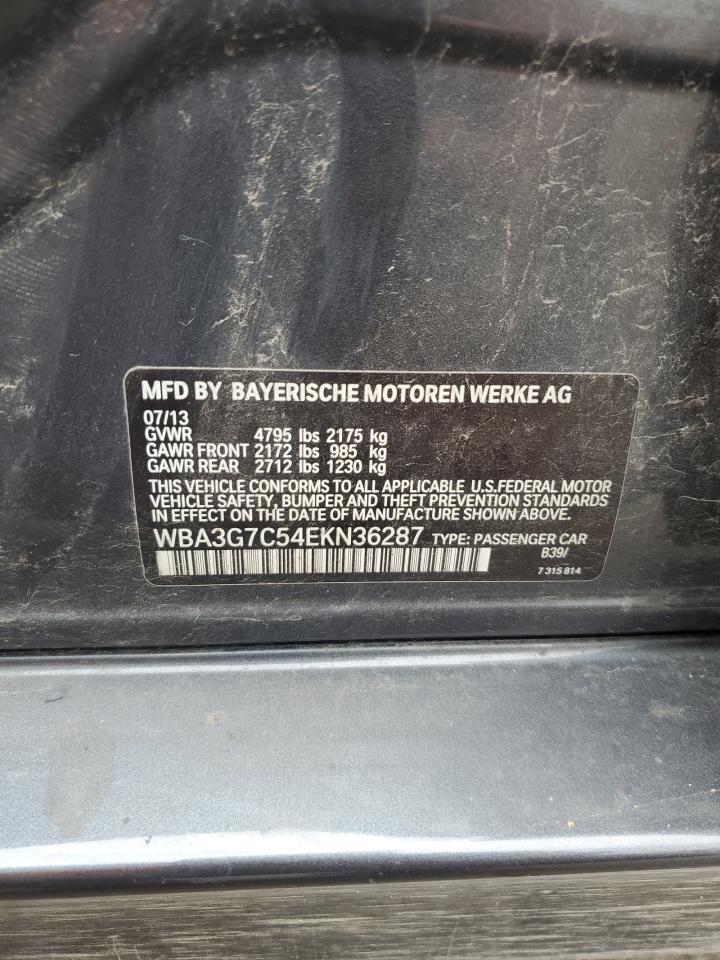 MFD BY BAYERISCHE MOTOREN WERKE AG
07/13
GVWR 4795 lbs 2175 kg
GAWR FRONT 2172 lbs 985 kg
GAWR REAR 2712 lbs 1230 kg
THIS VEHICLE CONFORMS TO ALL APPLICABLE U.S.FEDERAL MOTOR
VEHICLE SAFETY, BUMPER AND THEFT PREVENTION STANDARDS
IN EFFECT ON THE DATE OF MANUFACTURE SHOWN ABOVE.
WBA3G7C54EKN36287 TYPE: PASSENGER CAR
B39/
7 315 814